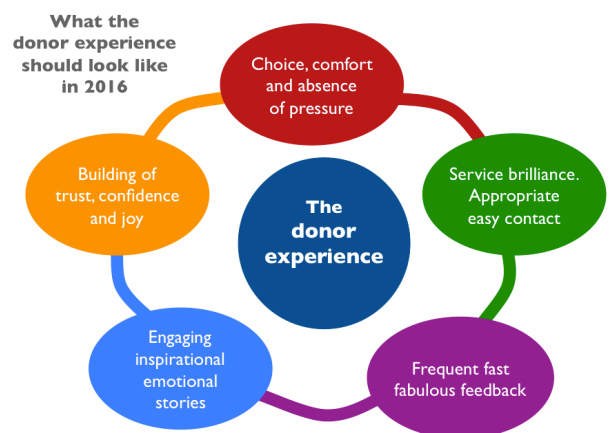 What the
donor experience
should look like
in 2016
Choice, comfort
and absence
of pressure
Service brilliance.
Appropriate
easy contact
Frequent fast
fabulous feedback
Engaging
inspirational
emotional
stories
Building of
trust, confidence
and joy
The
donor
experience